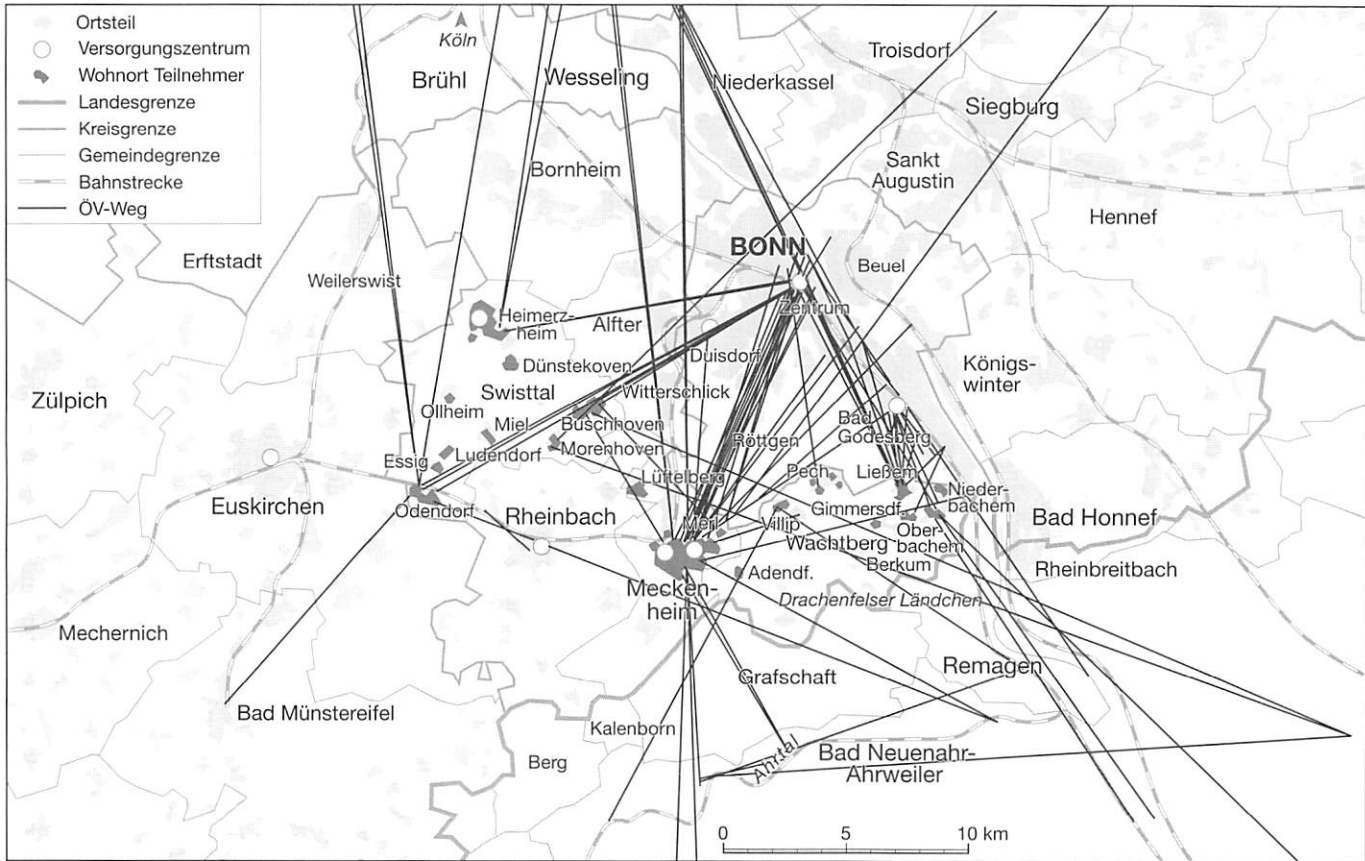 Ortsteil
Versorgungszentrum
Wohnort Teilnehmer
Landesgrenze
Kreisgrenze
Gemeindegrenze
Bahnstrecke
ÖV-Weg
Köln
Brühl
Wesseling
Niederkassel
Troisdorf
Siegburg
Bornheim
Sankt
Augustin
Hennef
BONN
Beuel
Erftstadt
Weilerswist
Zentrum
Heimerz-
heim
Alfter
Duisdorf
Dünstekoven
Königs-
winter
Zülpich
Swisttal
Witterschlick
Ollheim
Miel
Buschhoven
Bad
Godesberg
Röttgen
Morenhoven
Essig
Ludendorf
Lüftelberg
Pech
Ließem
Nieder-
bachem
Euskirchen
Odendorf
Rheinbach
Merl
Villip
Gimmersdf.
Ober-
bachem
Bad Honnef
Wachtberg
Berkum
Adendf.
Rheinbreitbach
Meckenheim
Drachenfelser Ländchen
Mechernich
Remagen
Grafschaft
Bad Münstereifel
Kalenborn
Berg
Ahrtal
Bad Neuenahr-
Ahrweiler
0 5 10 km